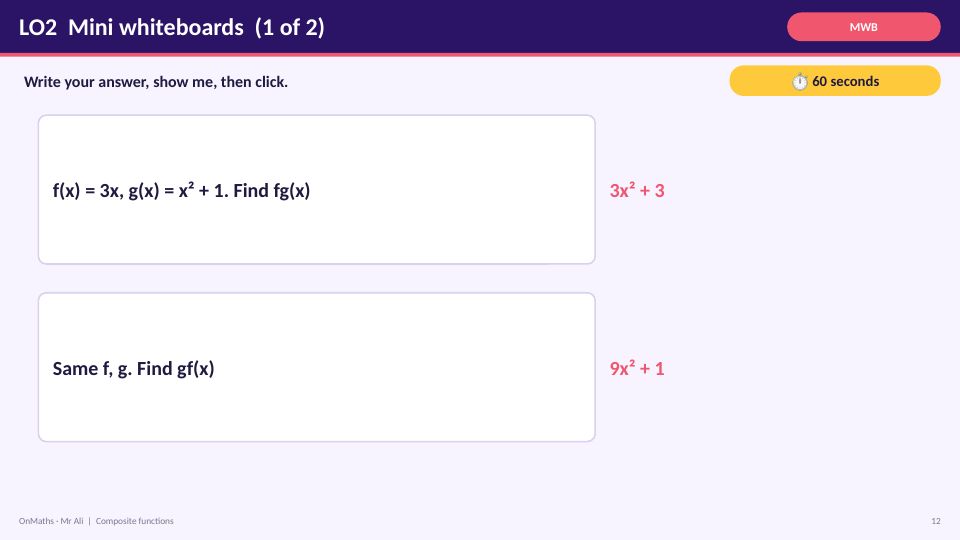 LO2  Mini whiteboards  (1 of 2)
MWB
Write your answer, show me, then click.
⏱ 60 seconds
f(x) = 3x, g(x) = x² + 1. Find fg(x)
3x² + 3
Same f, g. Find gf(x)
9x² + 1
OnMaths · Mr Ali  |  Composite functions
12